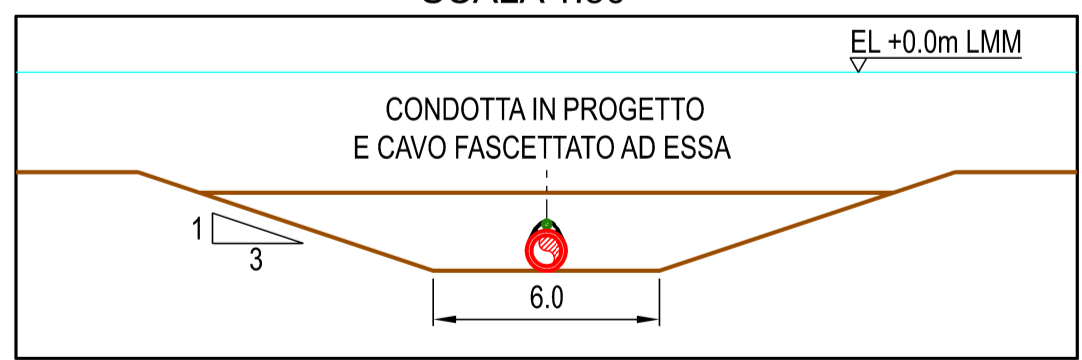 EL +0.0m LMM
CONDOTTA IN PROGETTO
E CAVO FASCETTATO AD ESSA
1
3
6.0